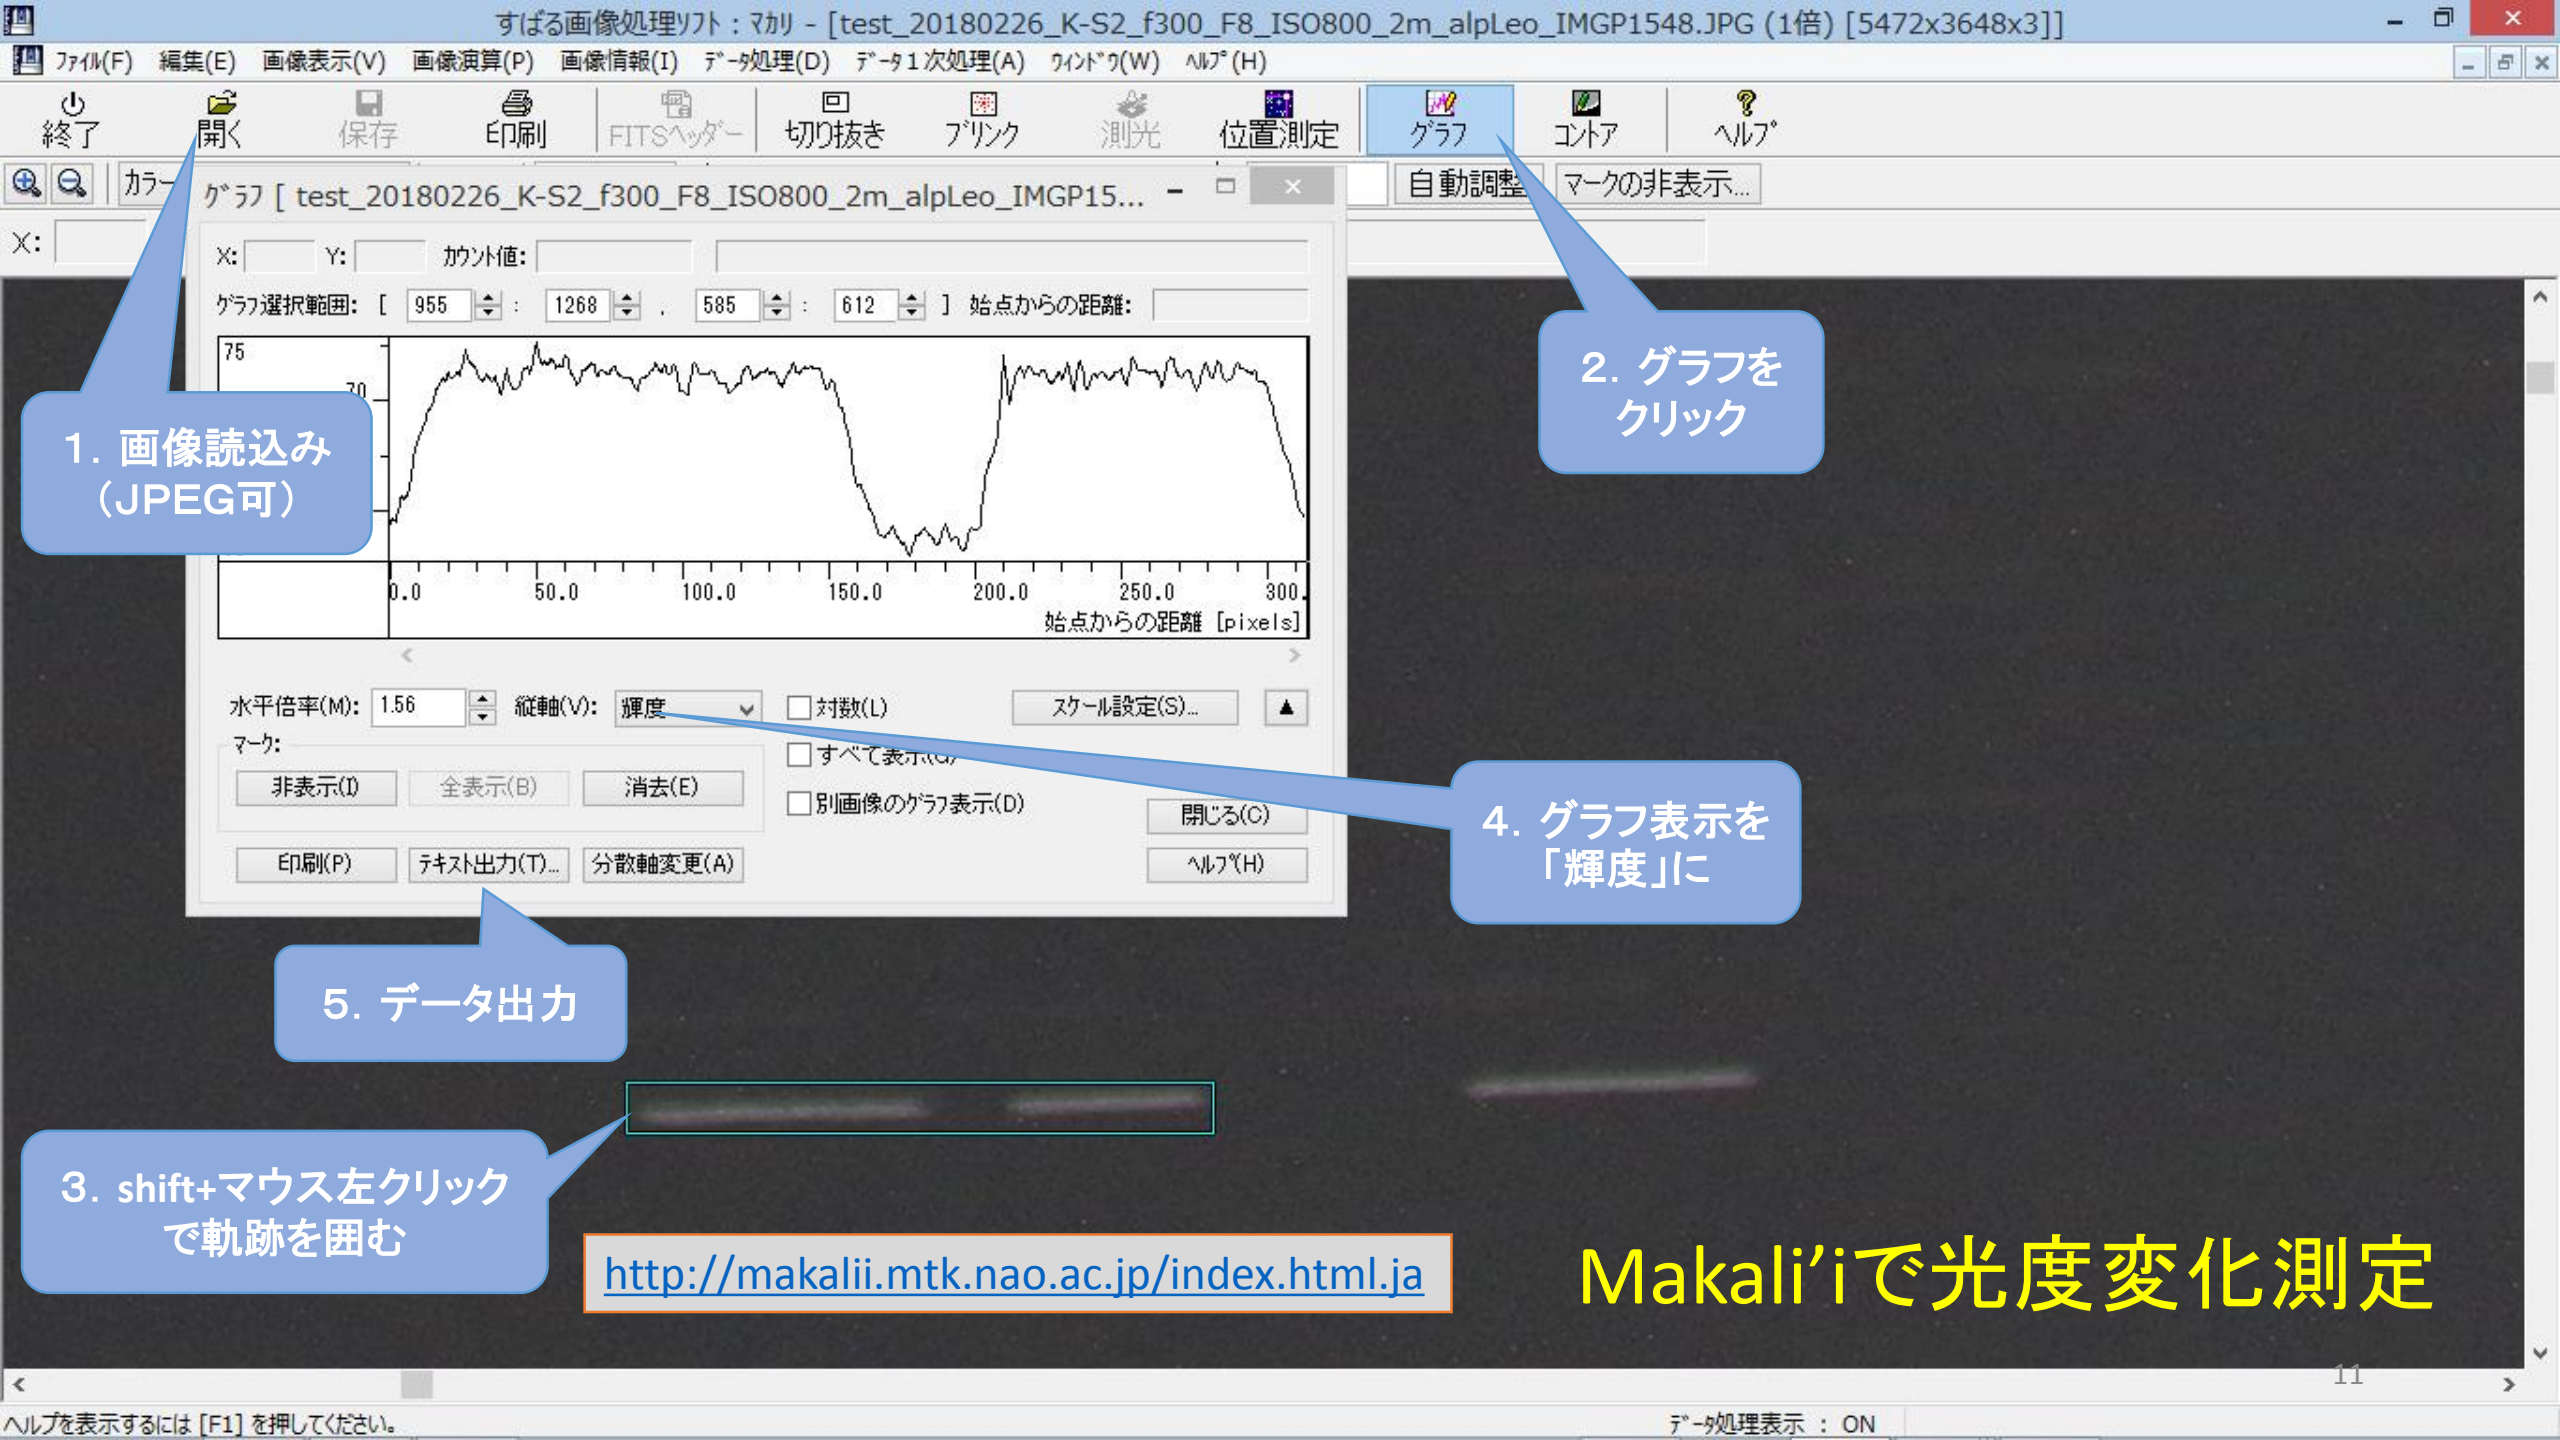 すばる画像処理ソフト : マカリ - [test_20180226_K-S2_f300_F8_ISO800_2m_alpLeo_IMGP1548.JPG (1倍) [5472x3648x3]]
ファイル(F) 編集(E) 画像表示(V) 画像演算(P) 画像情報(I) データ処理(D) データ1次処理(A) ウィンドウ(W) ヘルプ(H)
終了 開く 保存 印刷 FITSヘッダー 切り抜き ブリンク 測光 位置測定 グラフ コントア ヘルプ
カラー 自動調整 マークの非表示...
X:
グラフ [ test_20180226_K-S2_f300_F8_ISO800_2m_alpLeo_IMGP15...
X: Y: カウント値:
グラフ選択範囲: [ 955 : 1268 , 585 : 612 ] 始点からの距離:
75
70
0.0 50.0 100.0 150.0 200.0 250.0 300.
始点からの距離 [pixels]
水平倍率(M): 1.56 縦軸(V): 輝度 対数(L) スケール設定(S)... ▲
マーク: すべて表示(G)
非表示(I) 全表示(B) 消去(E) 別画像のグラフ表示(D) 閉じる(C)
印刷(P) テキスト出力(T)... 分散軸変更(A) ヘルプ(H)
1. 画像読込み
(JPEG可)
2. グラフを
クリック
4. グラフ表示を
「輝度」に
5. データ出力
3. shift+マウス左クリック
で軌跡を囲む
http://makalii.mtk.nao.ac.jp/index.html.ja
Makali'iで光度変化測定
11
ヘルプを表示するには [F1] を押してください。 データ処理表示 : ON